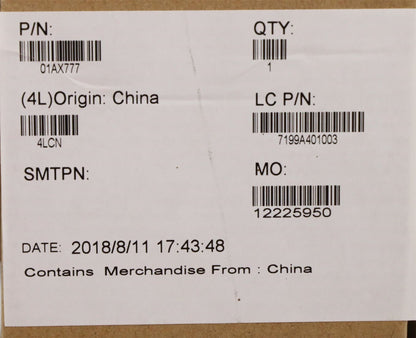 P/N:
01AX777
QTY:
1
(4L)Origin: China
4LCN
LC P/N:
7199A401003
SMTPN:
MO:
12225950
DATE: 2018/8/11 17:43:48
Contains Merchandise From : China